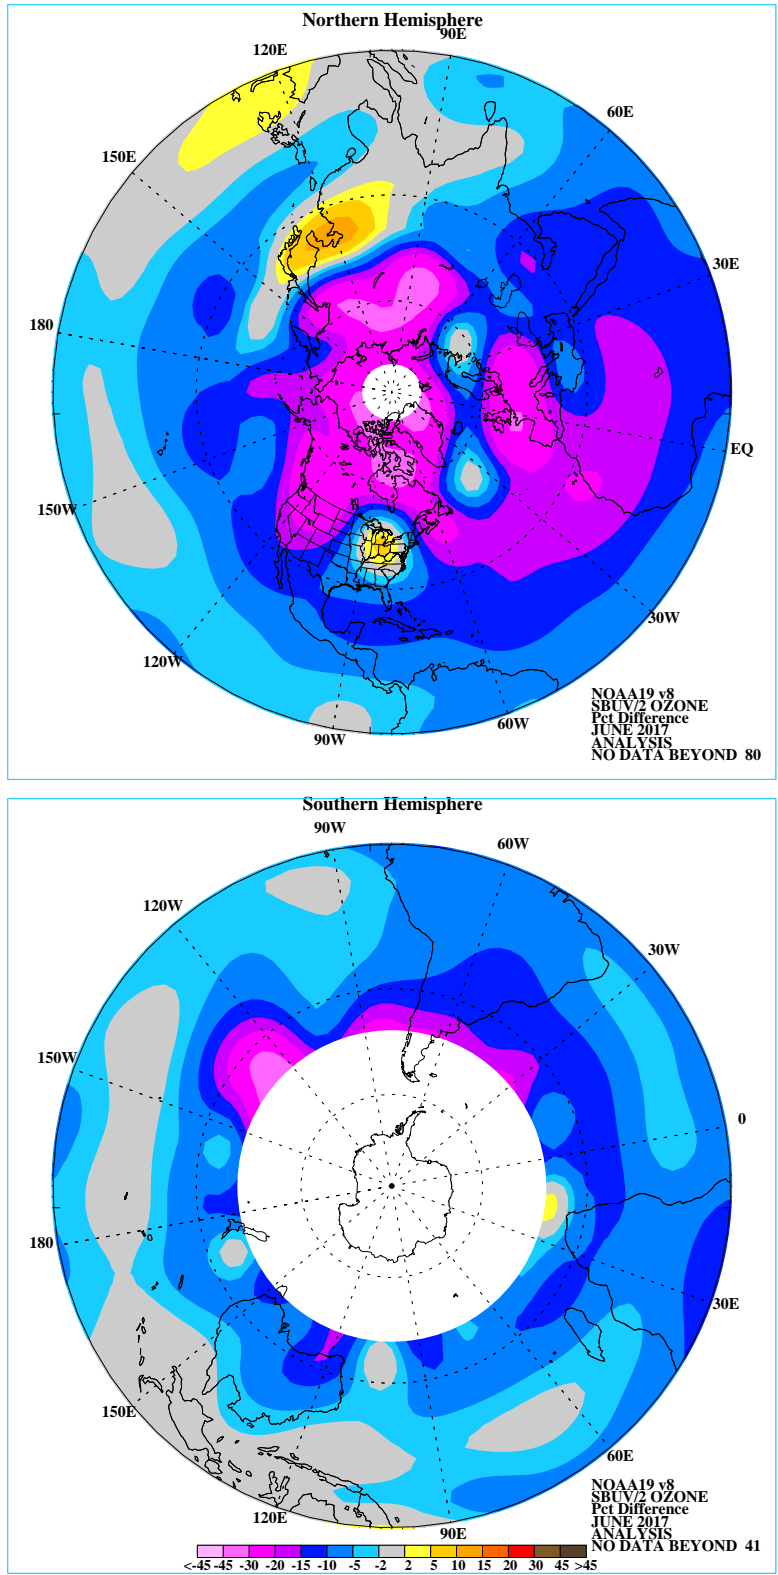 Northern Hemisphere
90E
120E
60E
150E
30E
180
EQ
150W
30W
120W
60W
90W
NOAA19 v8
SBUV/2 OZONE
Pct Difference
JUNE 2017
ANALYSIS
NO DATA BEYOND 80
Southern Hemisphere
90W
60W
120W
30W
150W
0
180
30E
150E
60E
120E
90E
NOAA19 v8
SBUV/2 OZONE
Pct Difference
JUNE 2017
ANALYSIS
NO DATA BEYOND 41
<-45 -45 -30 -20 -15 -10 -5 -2 2 5 10 15 20 30 45 >45